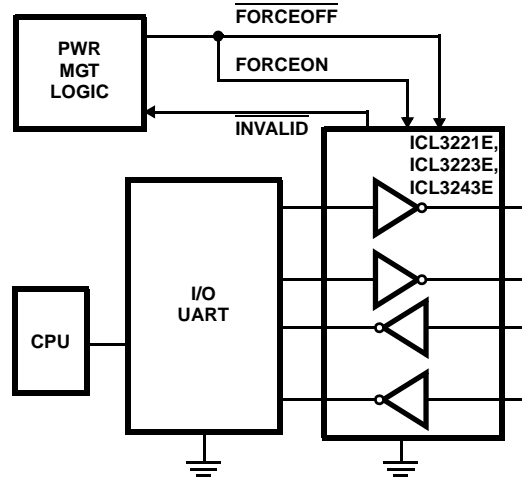 FORCEOFF
PWR
MGT
LOGIC
FORCEON
INVALID
ICL3221E,
ICL3223E,
ICL3243E
I/O
UART
CPU